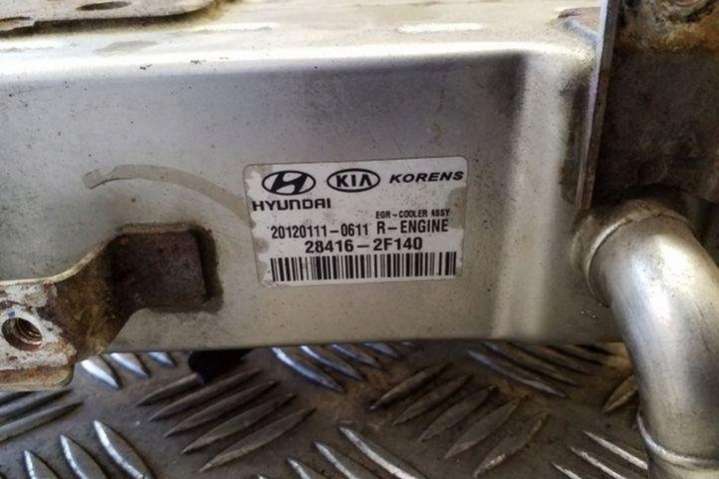 HYUNDAI KIA KORENS
EGR-COOLER ASSY
20120111-0611 R-ENGINE
28416-2F140